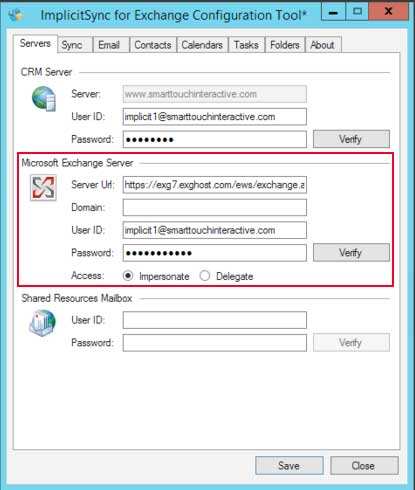 ImplicitSync for Exchange Configuration Tool*
Servers Sync Email Contacts Calendars Tasks Folders About
CRM Server
Server: www.smarttouchinteractive.com
User ID: implicit1@smarttouchinteractive.com
Password: ●●●●●●●● Verify
Microsoft Exchange Server
Server Url: https://exg7.exghost.com/ews/exchange.a
Domain:
User ID: implicit1@smarttouchinteractive.com
Password: ●●●●●●●●●●● Verify
Access: Impersonate Delegate
Shared Resources Mailbox
User ID:
Password: Verify
Save Close